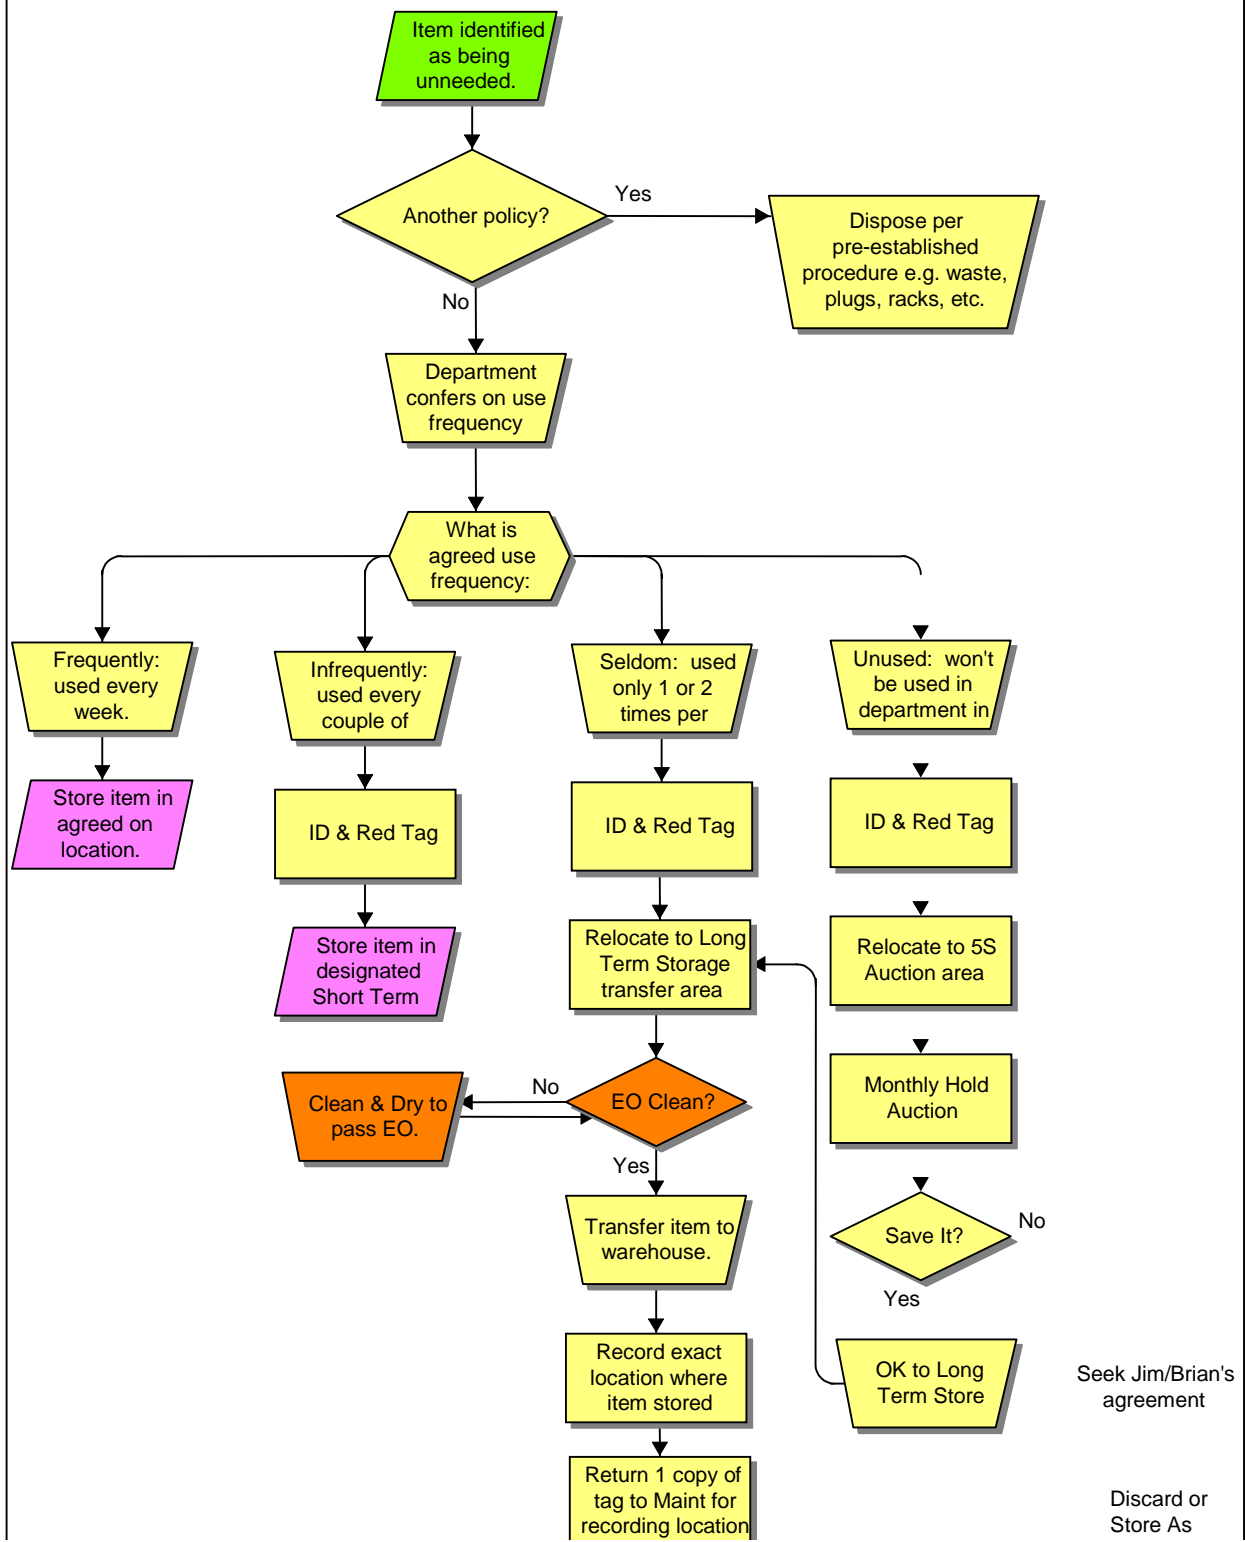 Item identified
as being
unneeded.
Another policy?
Yes
Dispose per
pre-established
procedure e.g. waste,
plugs, racks, etc.
No
Department
confers on use
frequency
What is
agreed use
frequency:
Frequently:
used every
week.
Infrequently:
used every
couple of
Seldom: used
only 1 or 2
times per
Unused: won't
be used in
department in
Store item in
agreed on
location.
ID & Red Tag
ID & Red Tag
ID & Red Tag
Store item in
designated
Short Term
Relocate to Long
Term Storage
transfer area
Relocate to 5S
Auction area
Clean & Dry to
pass EO.
No
EO Clean?
Monthly Hold
Auction
Yes
Transfer item to
warehouse.
Save It?
No
Yes
Record exact
location where
item stored
OK to Long
Term Store
Seek Jim/Brian's
agreement
Return 1 copy of
tag to Maint for
recording location
Discard or
Store As